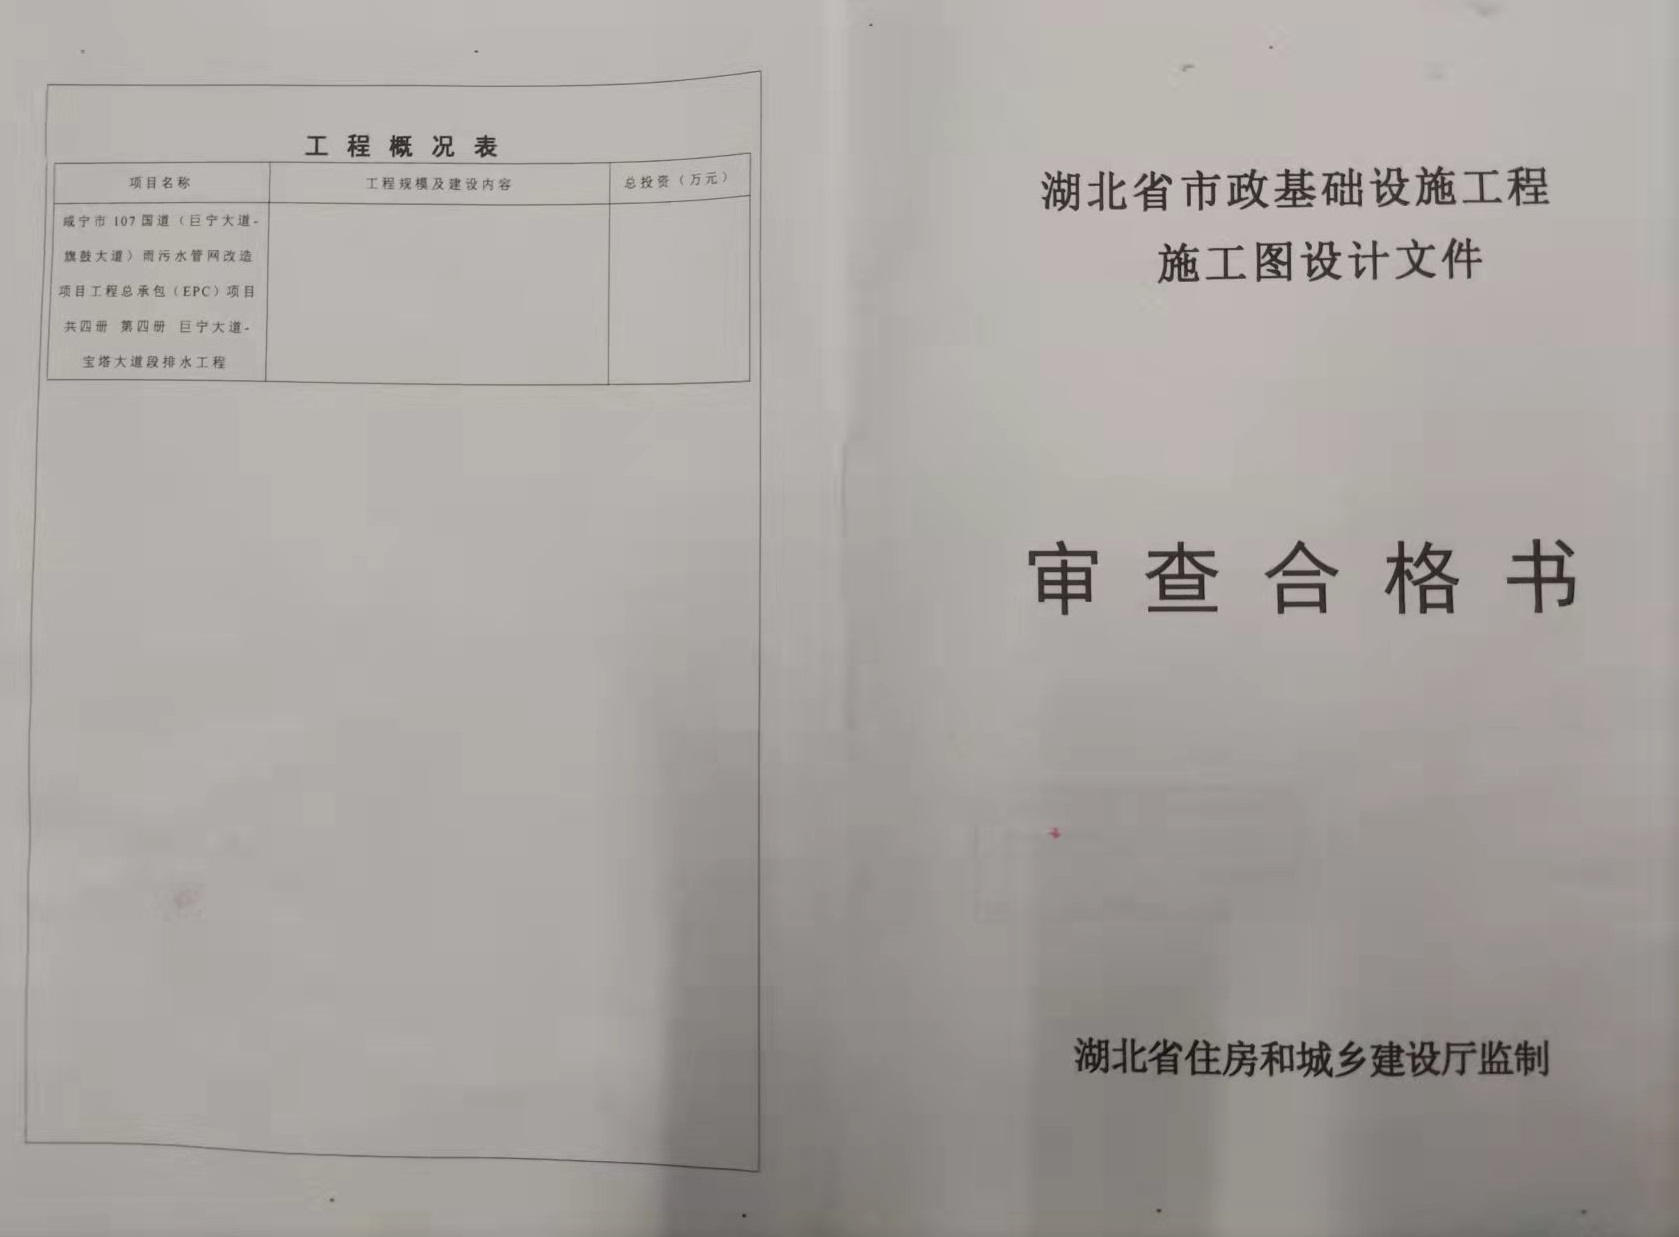 工程概况表
项目名称
工程规模及建设内容
总投资（万元）
咸宁市107国道（巨宁大道-
旗鼓大道）雨污水管网改造
项目工程总承包（EPC）项目
共四册 第四册 巨宁大道-
宝塔大道段排水工程
湖北省市政基础设施工程
施工图设计文件
审查合格书
湖北省住房和城乡建设厅监制